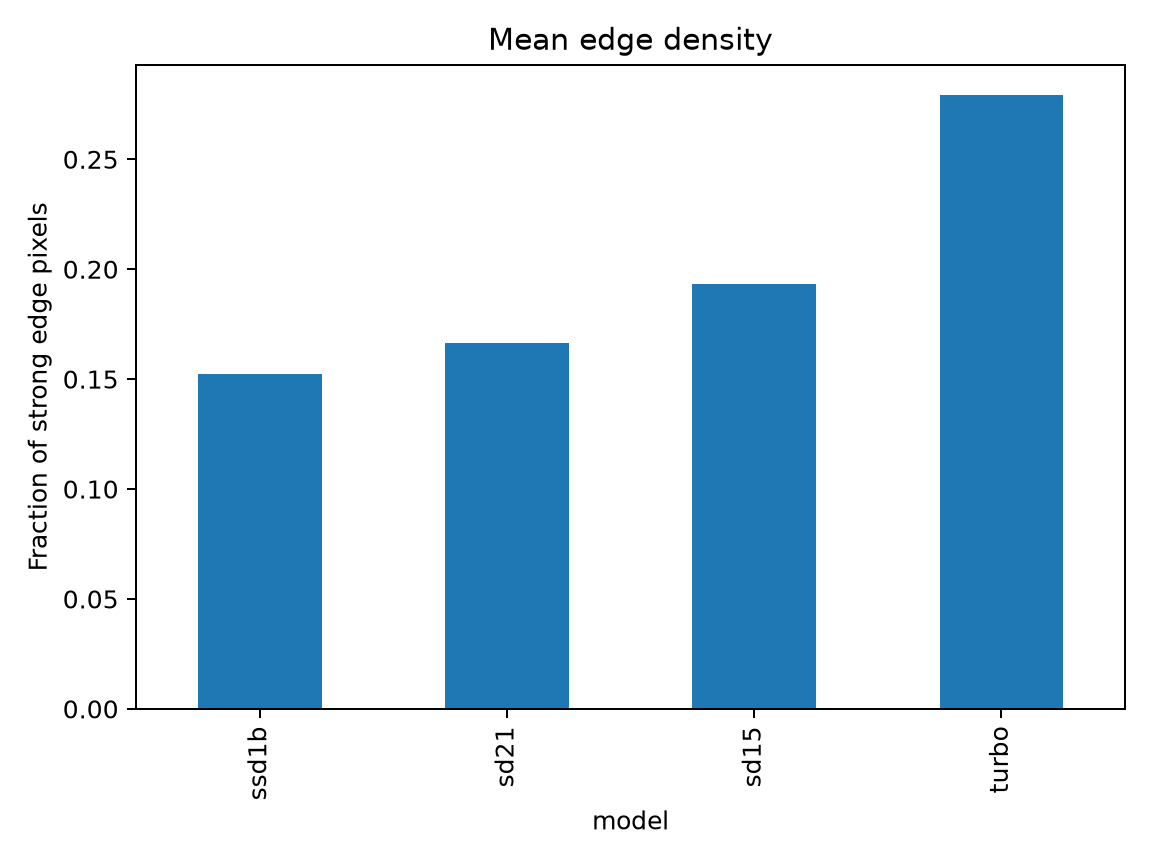 Mean edge density
Fraction of strong edge pixels
0.25
0.20
0.15
0.10
0.05
0.00
ssd1b
sd21
sd15
turbo
model